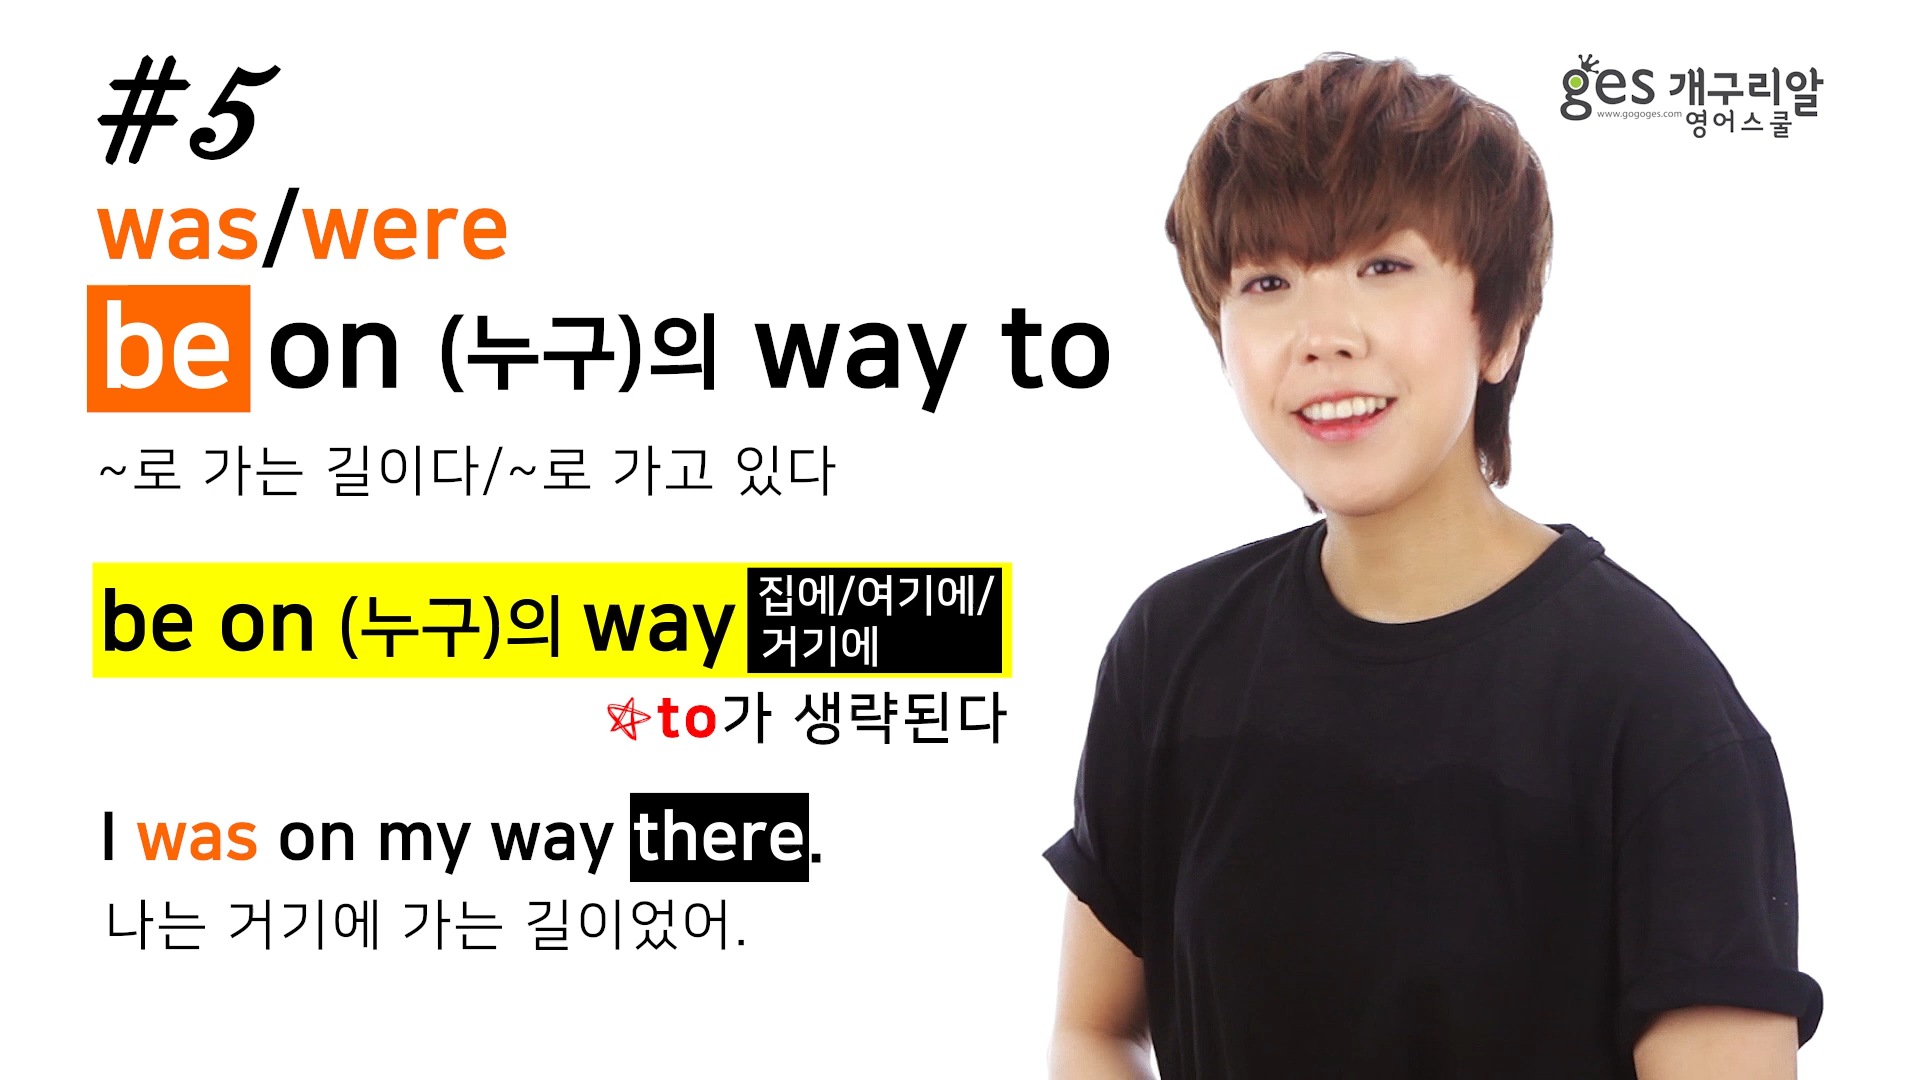 #5
ges 개구리알
www.gogoges.com 영어스쿨
was/were
be on (누구)의 way to
~로 가는 길이다/~로 가고 있다
be on (누구)의 way 집에/여기에/
거기에
to가 생략된다
I was on my way there.
나는 거기에 가는 길이었어.